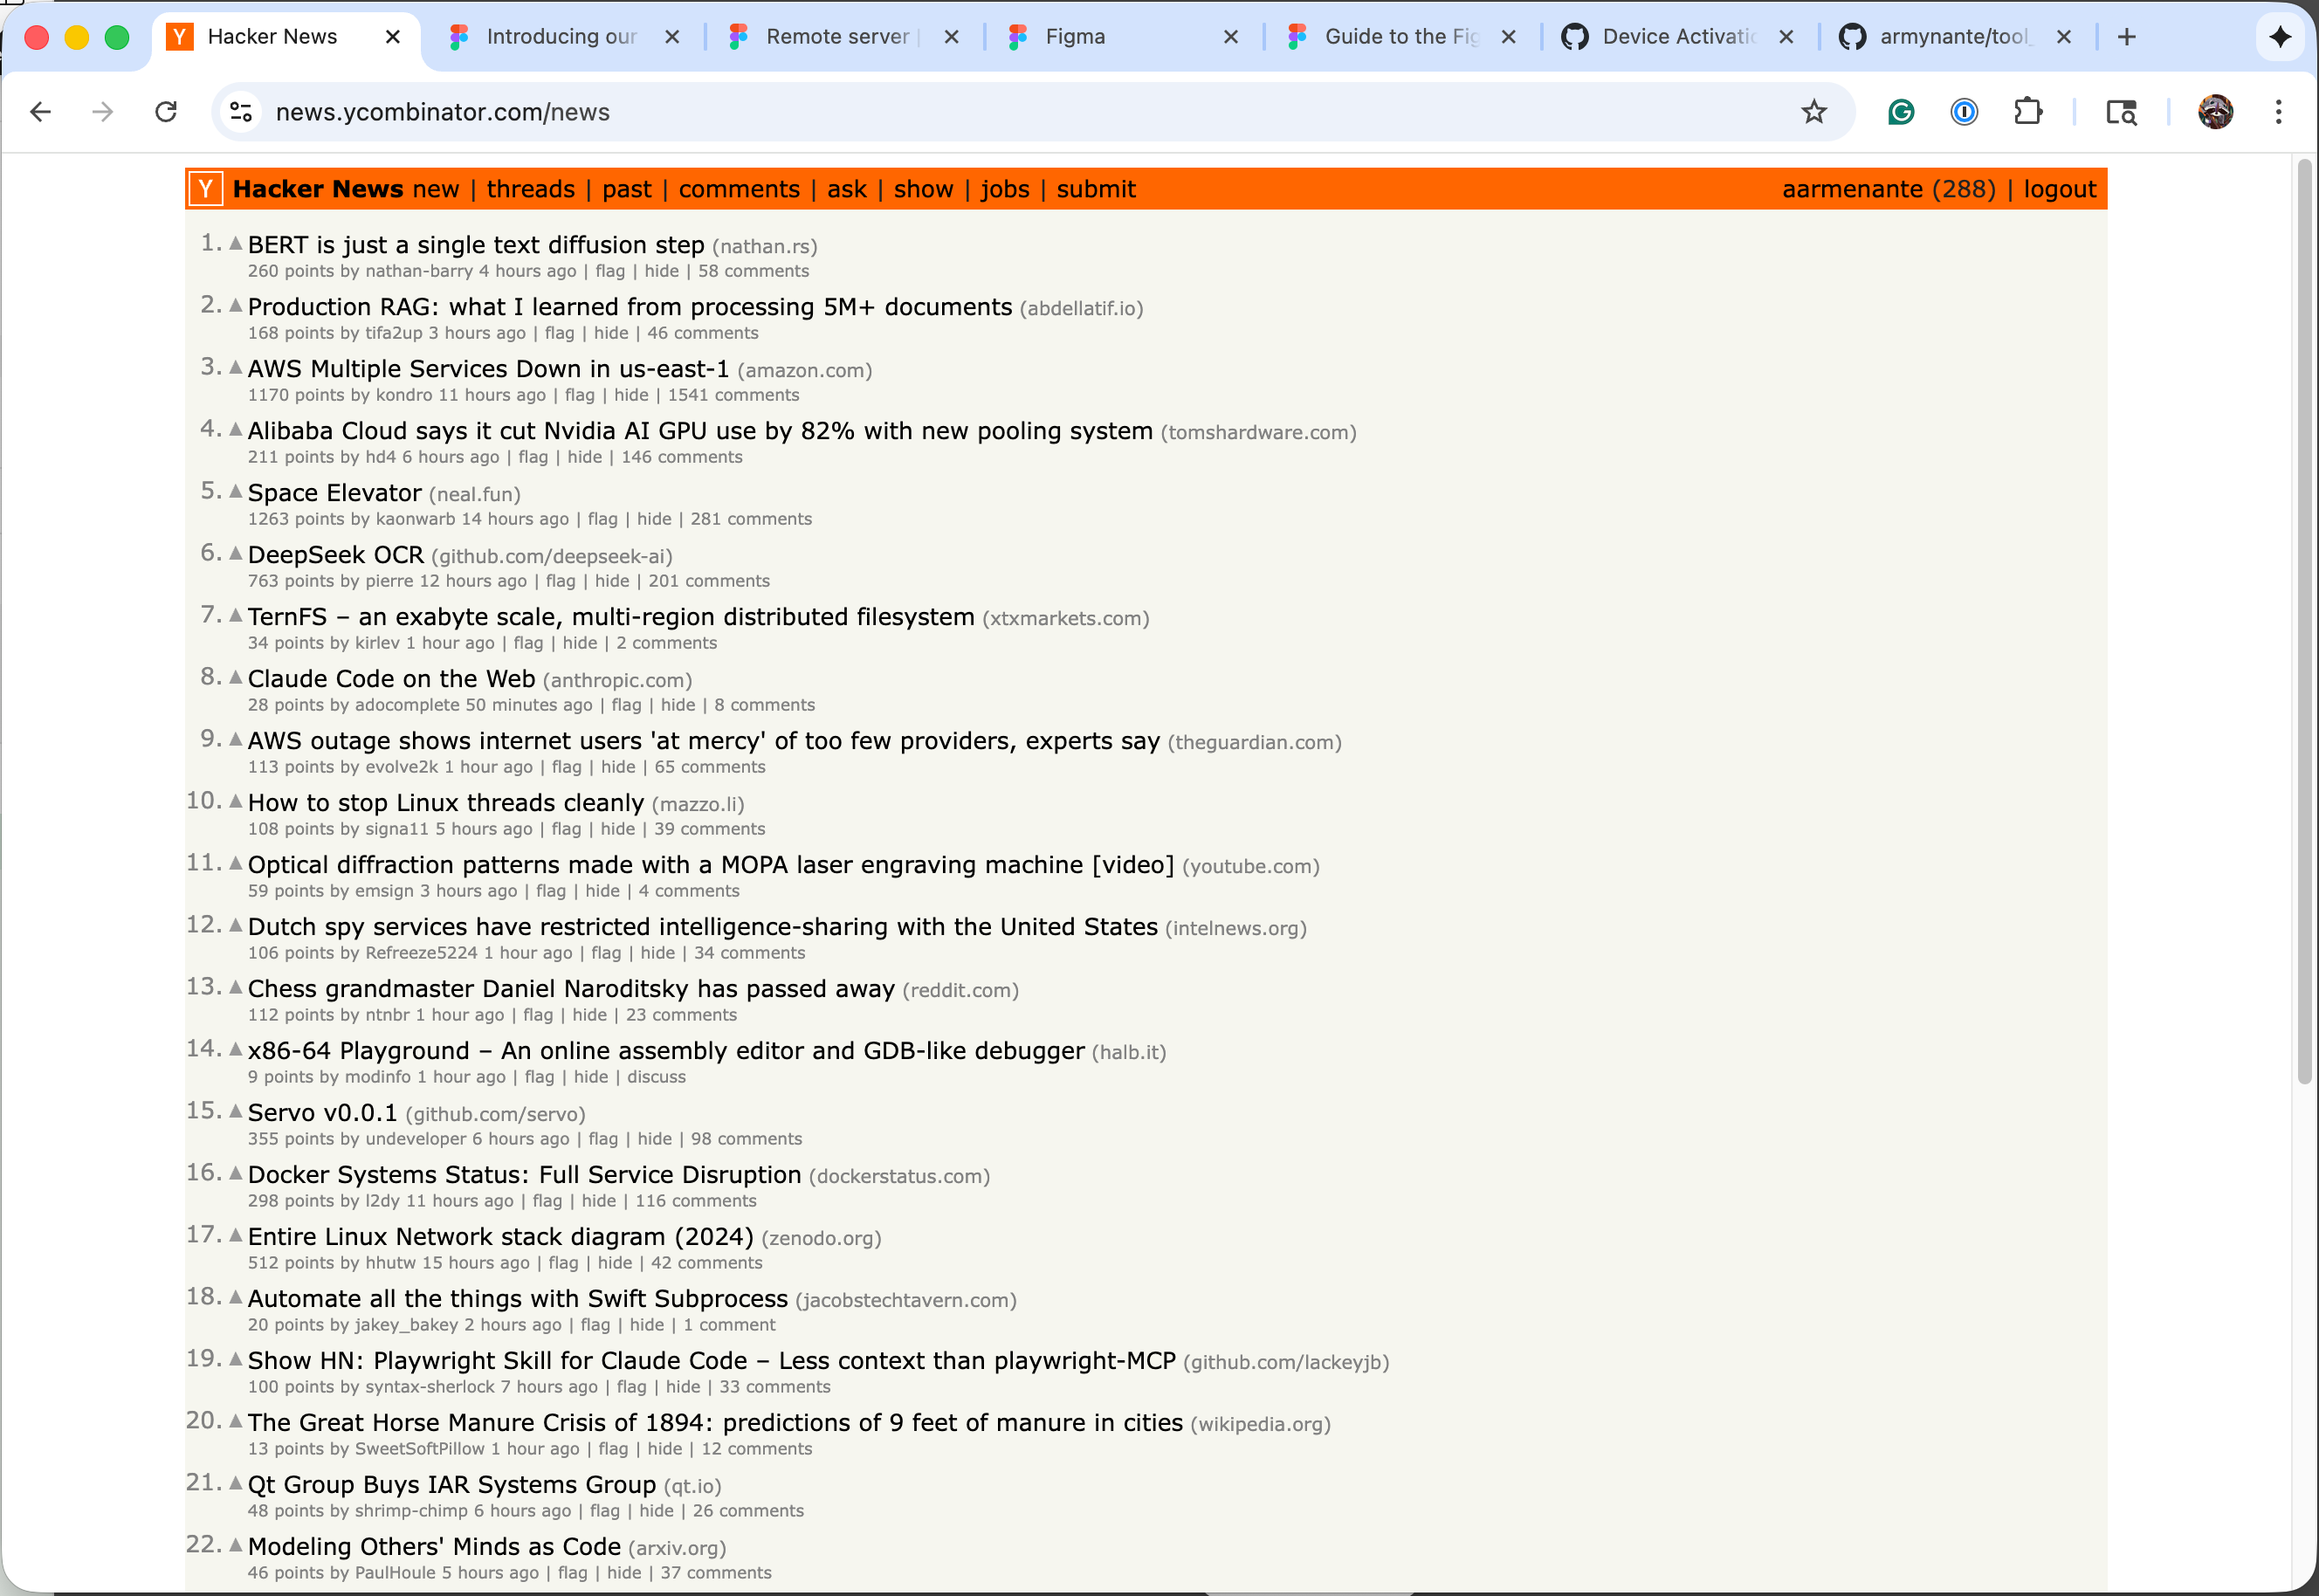 Hacker News
Introducing our
Remote server |
Figma
Guide to the Fig
Device Activatio
armynante/tool_
news.ycombinator.com/news
Y Hacker News new | threads | past | comments | ask | show | jobs | submit aarmenante (288) | logout
1. BERT is just a single text diffusion step (nathan.rs)
260 points by nathan-barry 4 hours ago | flag | hide | 58 comments
2. Production RAG: what I learned from processing 5M+ documents (abdellatif.io)
168 points by tifa2up 3 hours ago | flag | hide | 46 comments
3. AWS Multiple Services Down in us-east-1 (amazon.com)
1170 points by kondro 11 hours ago | flag | hide | 1541 comments
4. Alibaba Cloud says it cut Nvidia AI GPU use by 82% with new pooling system (tomshardware.com)
211 points by hd4 6 hours ago | flag | hide | 146 comments
5. Space Elevator (neal.fun)
1263 points by kaonwarb 14 hours ago | flag | hide | 281 comments
6. DeepSeek OCR (github.com/deepseek-ai)
763 points by pierre 12 hours ago | flag | hide | 201 comments
7. TernFS – an exabyte scale, multi-region distributed filesystem (xtxmarkets.com)
34 points by kirlev 1 hour ago | flag | hide | 2 comments
8. Claude Code on the Web (anthropic.com)
28 points by adocomplete 50 minutes ago | flag | hide | 8 comments
9. AWS outage shows internet users 'at mercy' of too few providers, experts say (theguardian.com)
113 points by evolve2k 1 hour ago | flag | hide | 65 comments
10. How to stop Linux threads cleanly (mazzo.li)
108 points by signa11 5 hours ago | flag | hide | 39 comments
11. Optical diffraction patterns made with a MOPA laser engraving machine [video] (youtube.com)
59 points by emsign 3 hours ago | flag | hide | 4 comments
12. Dutch spy services have restricted intelligence-sharing with the United States (intelnews.org)
106 points by Refreeze5224 1 hour ago | flag | hide | 34 comments
13. Chess grandmaster Daniel Naroditsky has passed away (reddit.com)
112 points by ntnbr 1 hour ago | flag | hide | 23 comments
14. x86-64 Playground – An online assembly editor and GDB-like debugger (halb.it)
9 points by modinfo 1 hour ago | flag | hide | discuss
15. Servo v0.0.1 (github.com/servo)
355 points by undeveloper 6 hours ago | flag | hide | 98 comments
16. Docker Systems Status: Full Service Disruption (dockerstatus.com)
298 points by l2dy 11 hours ago | flag | hide | 116 comments
17. Entire Linux Network stack diagram (2024) (zenodo.org)
512 points by hhutw 15 hours ago | flag | hide | 42 comments
18. Automate all the things with Swift Subprocess (jacobstechtavern.com)
20 points by jakey_bakey 2 hours ago | flag | hide | 1 comment
19. Show HN: Playwright Skill for Claude Code – Less context than playwright-MCP (github.com/lackeyjb)
100 points by syntax-sherlock 7 hours ago | flag | hide | 33 comments
20. The Great Horse Manure Crisis of 1894: predictions of 9 feet of manure in cities (wikipedia.org)
13 points by SweetSoftPillow 1 hour ago | flag | hide | 12 comments
21. Qt Group Buys IAR Systems Group (qt.io)
48 points by shrimp-chimp 6 hours ago | flag | hide | 26 comments
22. Modeling Others' Minds as Code (arxiv.org)
46 points by PaulHoule 5 hours ago | flag | hide | 37 comments